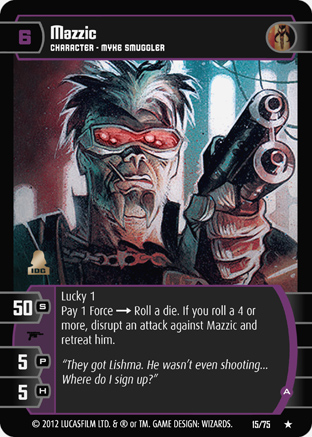 6
Mazzic
CHARACTER - MYKE SMUGGLER
IDG
50 S
Lucky 1
Pay 1 Force → Roll a die. If you roll a 4 or
more, disrupt an attack against Mazzic and
retreat him.
5 P
“They got Lishma. He wasn’t even shooting...
Where do I sign up?”
5 H
A
© 2012 LUCASFILM LTD. & ® or TM. GAME DESIGN: WIZARDS. 15/75 ★